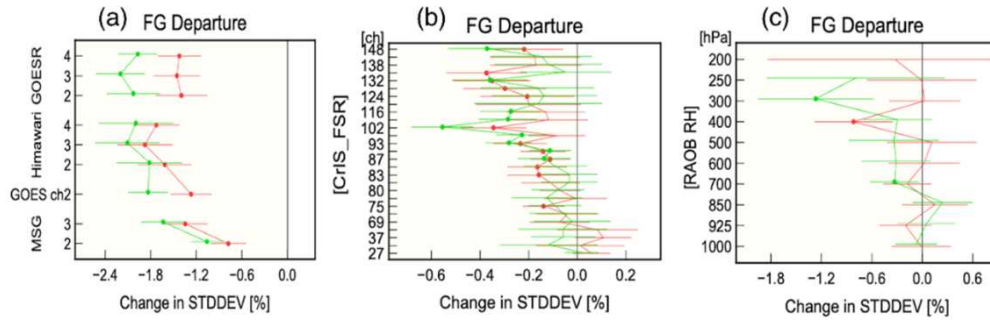 (a)
FG Departure
GOESR
4
3
2
Himawari
4
3
2
GOES ch2
MSG
3
2
−2.4 −1.8 −1.2 −0.6 0.0
Change in STDDEV [%]
(b)
FG Departure
[ch]
[CrIS_FSR]
148
138
132
124
116
102
93
87
83
80
75
69
37
27
−0.6 −0.4 −0.2 0.0 0.2
Change in STDDEV [%]
(c)
FG Departure
[hPa]
[RAOB RH]
200
250
300
400
500
600
700
850
925
1000
−1.8 −1.2 −0.6 0.0 0.6
Change in STDDEV [%]